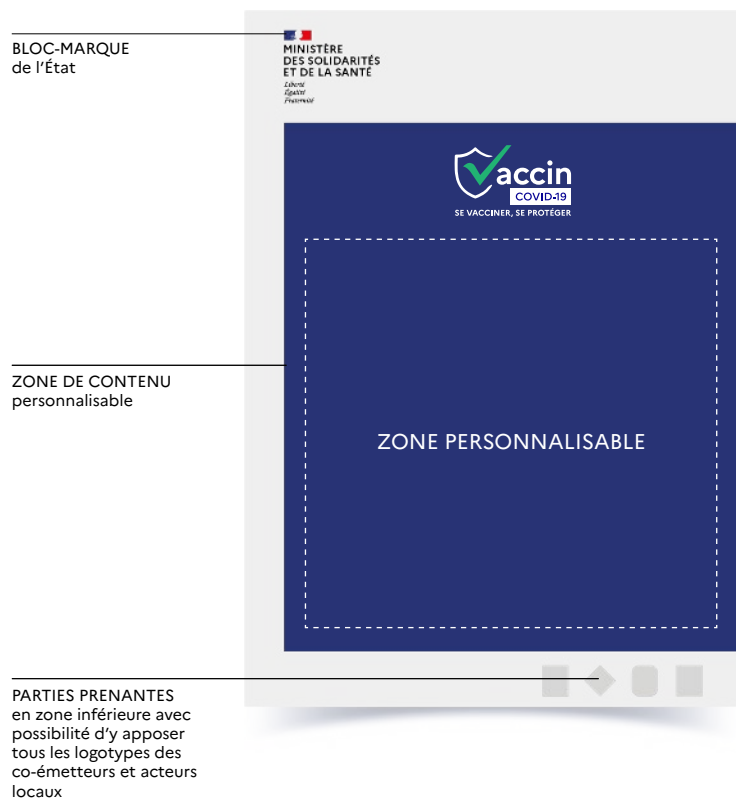 BLOC-MARQUE
de l’État
MINISTÈRE
DES SOLIDARITÉS
ET DE LA SANTÉ
Liberté
Égalité
Fraternité
Vaccin
COVID-19
SE VACCINER, SE PROTÉGER
ZONE DE CONTENU
personnalisable
ZONE PERSONNALISABLE
PARTIES PRENANTES
en zone inférieure avec
possibilité d’y apposer
tous les logotypes des
co-émetteurs et acteurs
locaux